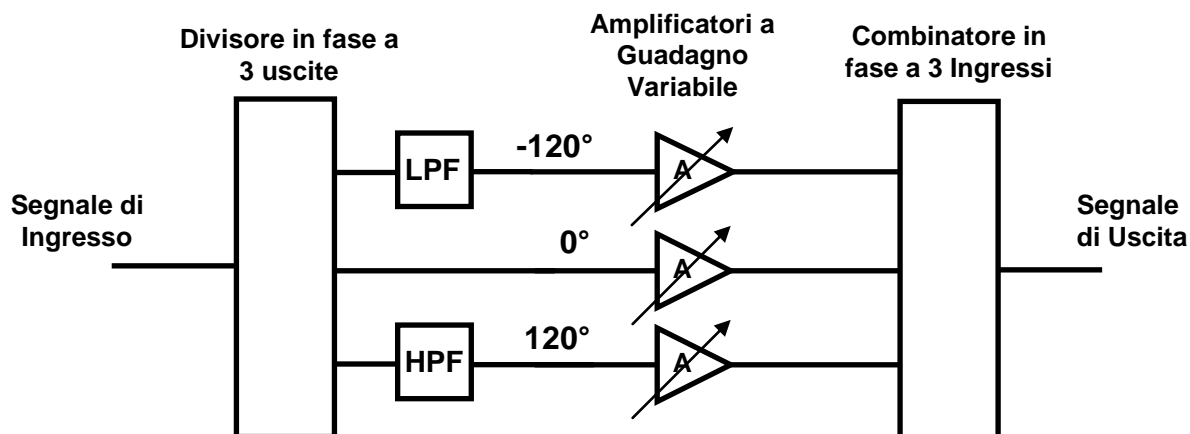 Divisore in fase a
3 uscite
Amplificatori a
Guadagno
Variabile
Combinatore in
fase a 3 Ingressi
Segnale di
Ingresso
LPF
-120°
A
0°
A
HPF
120°
A
Segnale
di Uscita